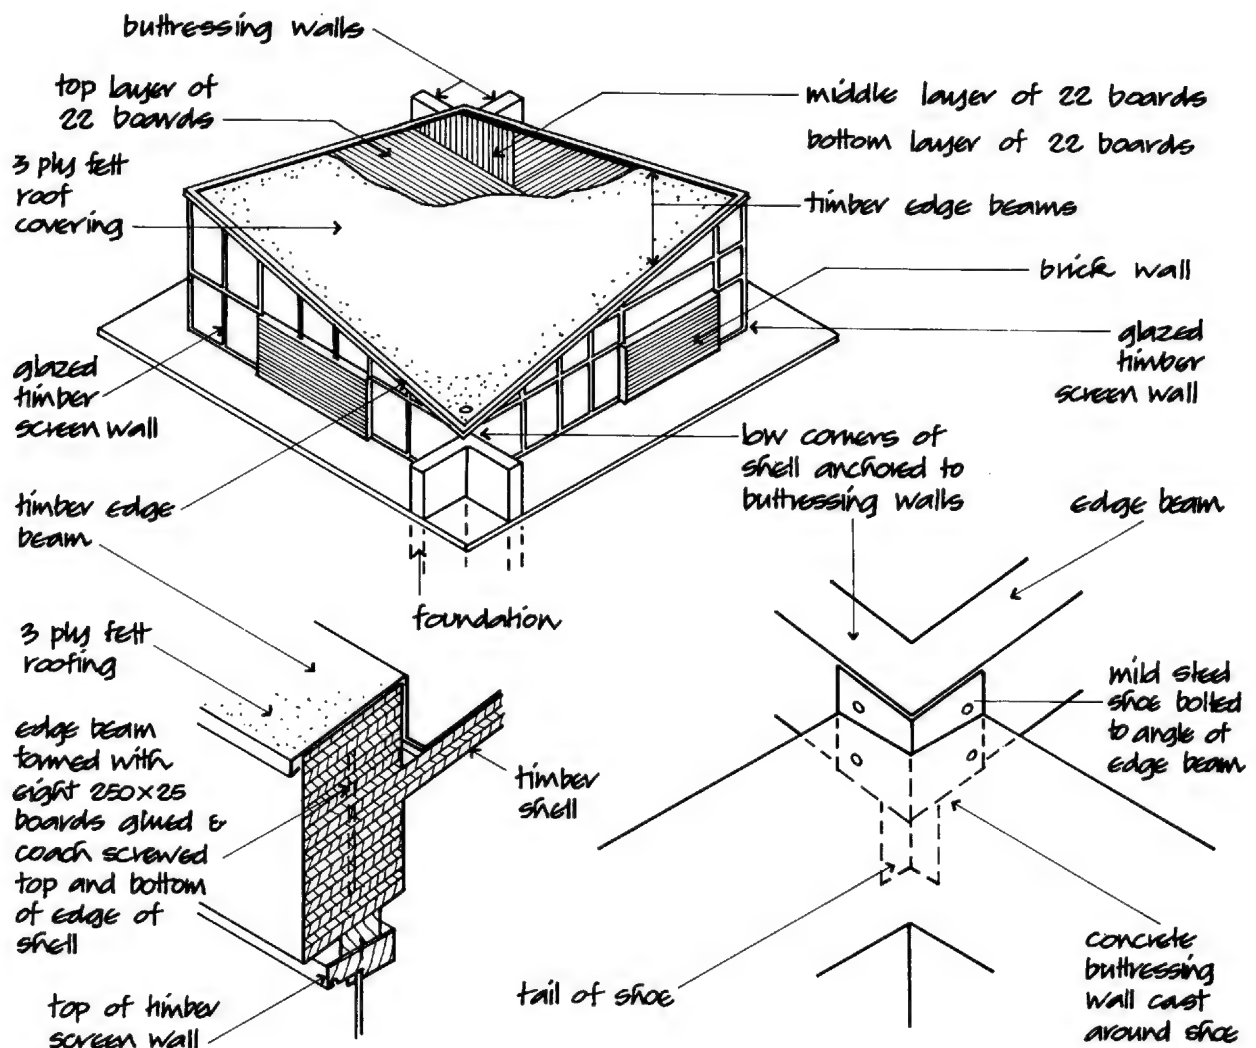 buttressing walls
top layer of
22 boards
middle layer of 22 boards
bottom layer of 22 boards
3 ply felt
roof
covering
timber edge beams
brick wall
glazed
timber
screen wall
glazed
timber
screen wall
low corners of
shell anchored to
buttressing walls
timber edge
beam
edge beam
foundation
3 ply felt
roofing
mild steel
shoe bolted
to angle of
edge beam
edge beam
formed with
eight 250×25
boards glued &
coach screwed
top and bottom
of edge of
shell
timber
shell
tail of shoe
concrete
buttressing
wall cast
around shoe
top of timber
screen wall